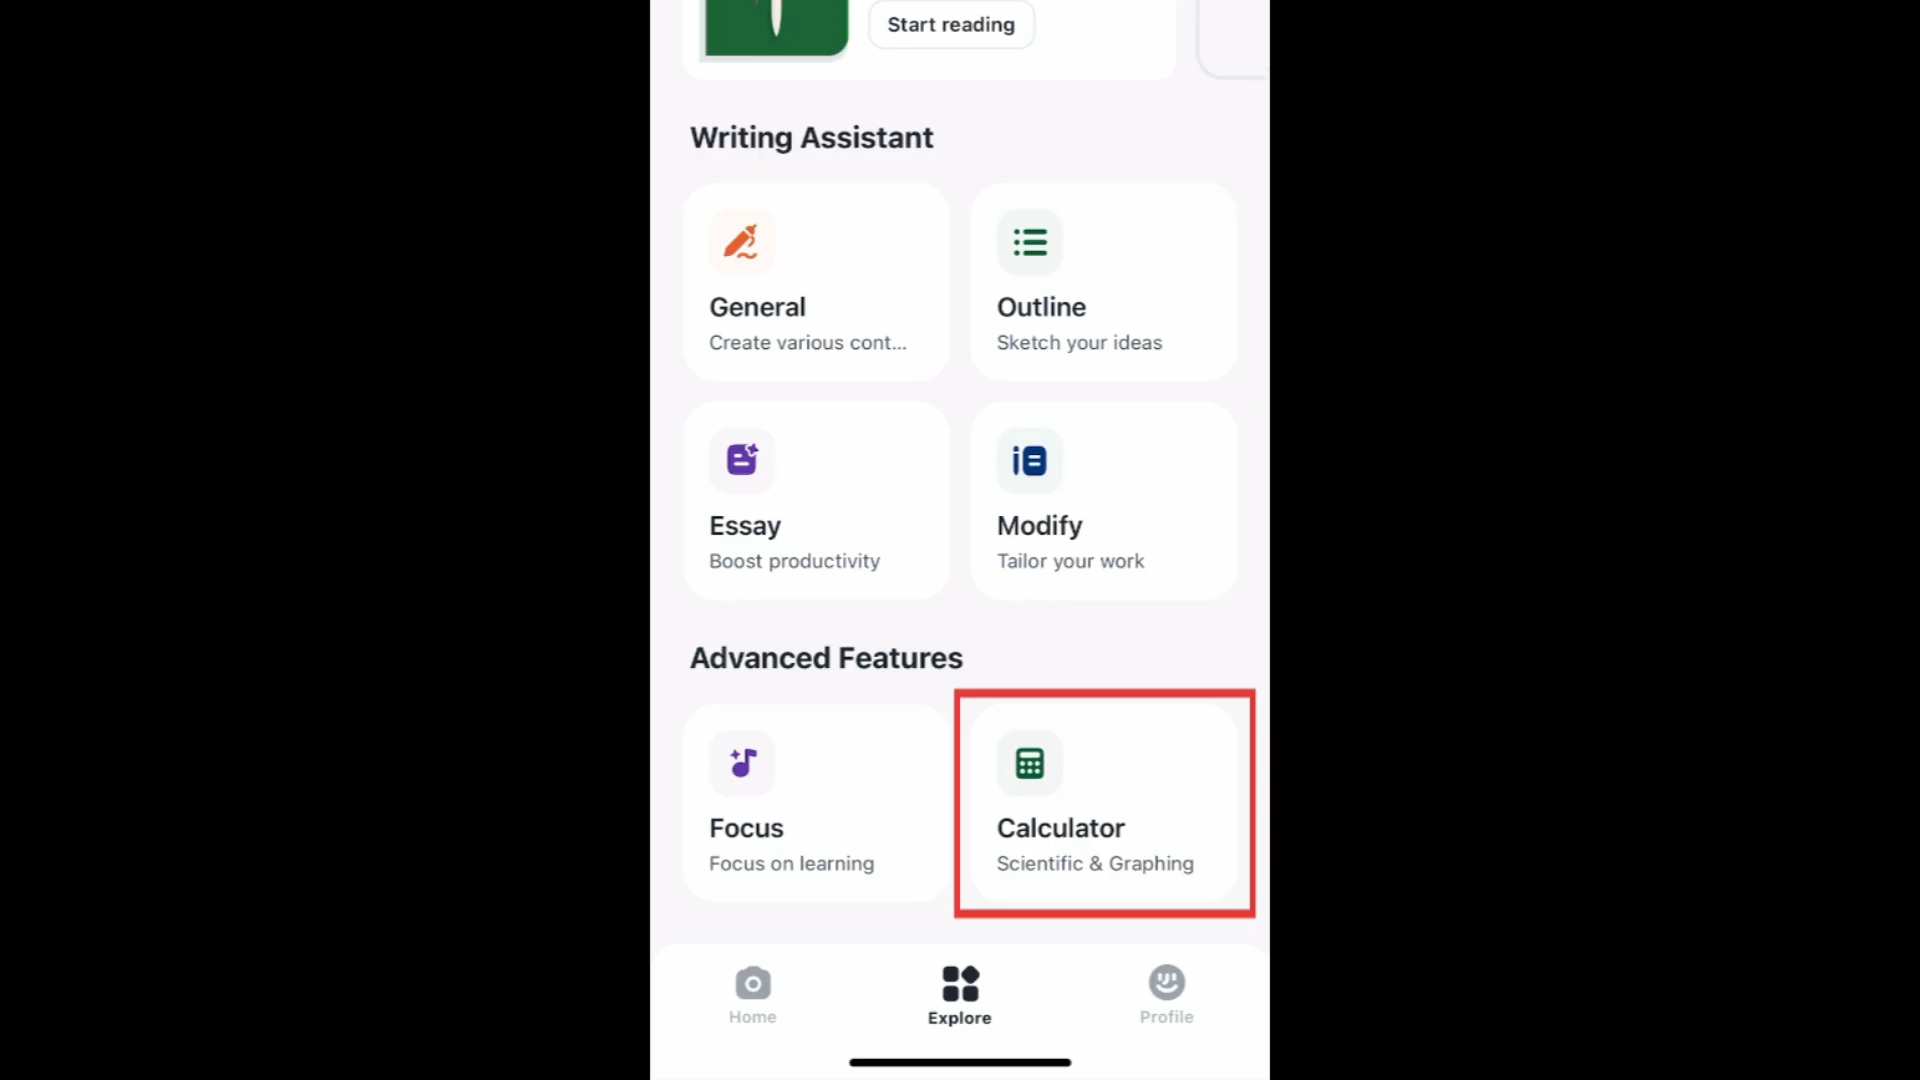 Start reading
Writing Assistant
General
Create various cont...
Outline
Sketch your ideas
Essay
Boost productivity
Modify
Tailor your work
Advanced Features
Focus
Focus on learning
Calculator
Scientific & Graphing
Home
Explore
Profile